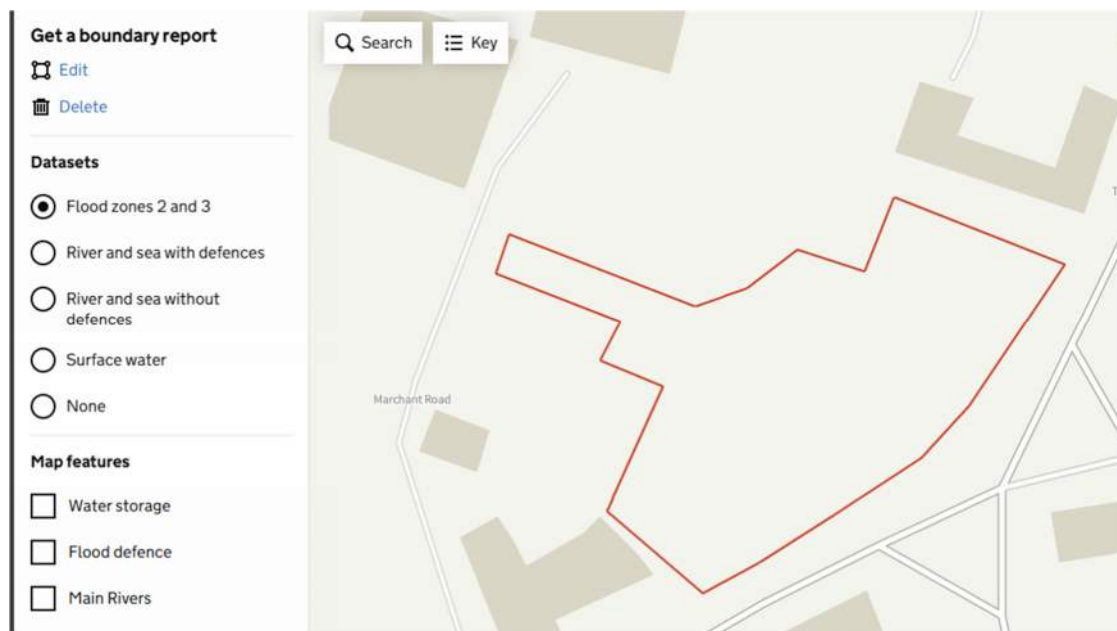 Get a boundary report
Edit
Delete
Datasets
Flood zones 2 and 3
River and sea with defences
River and sea without
defences
Surface water
None
Map features
Water storage
Flood defence
Main Rivers
Search
Key
Marchant Road